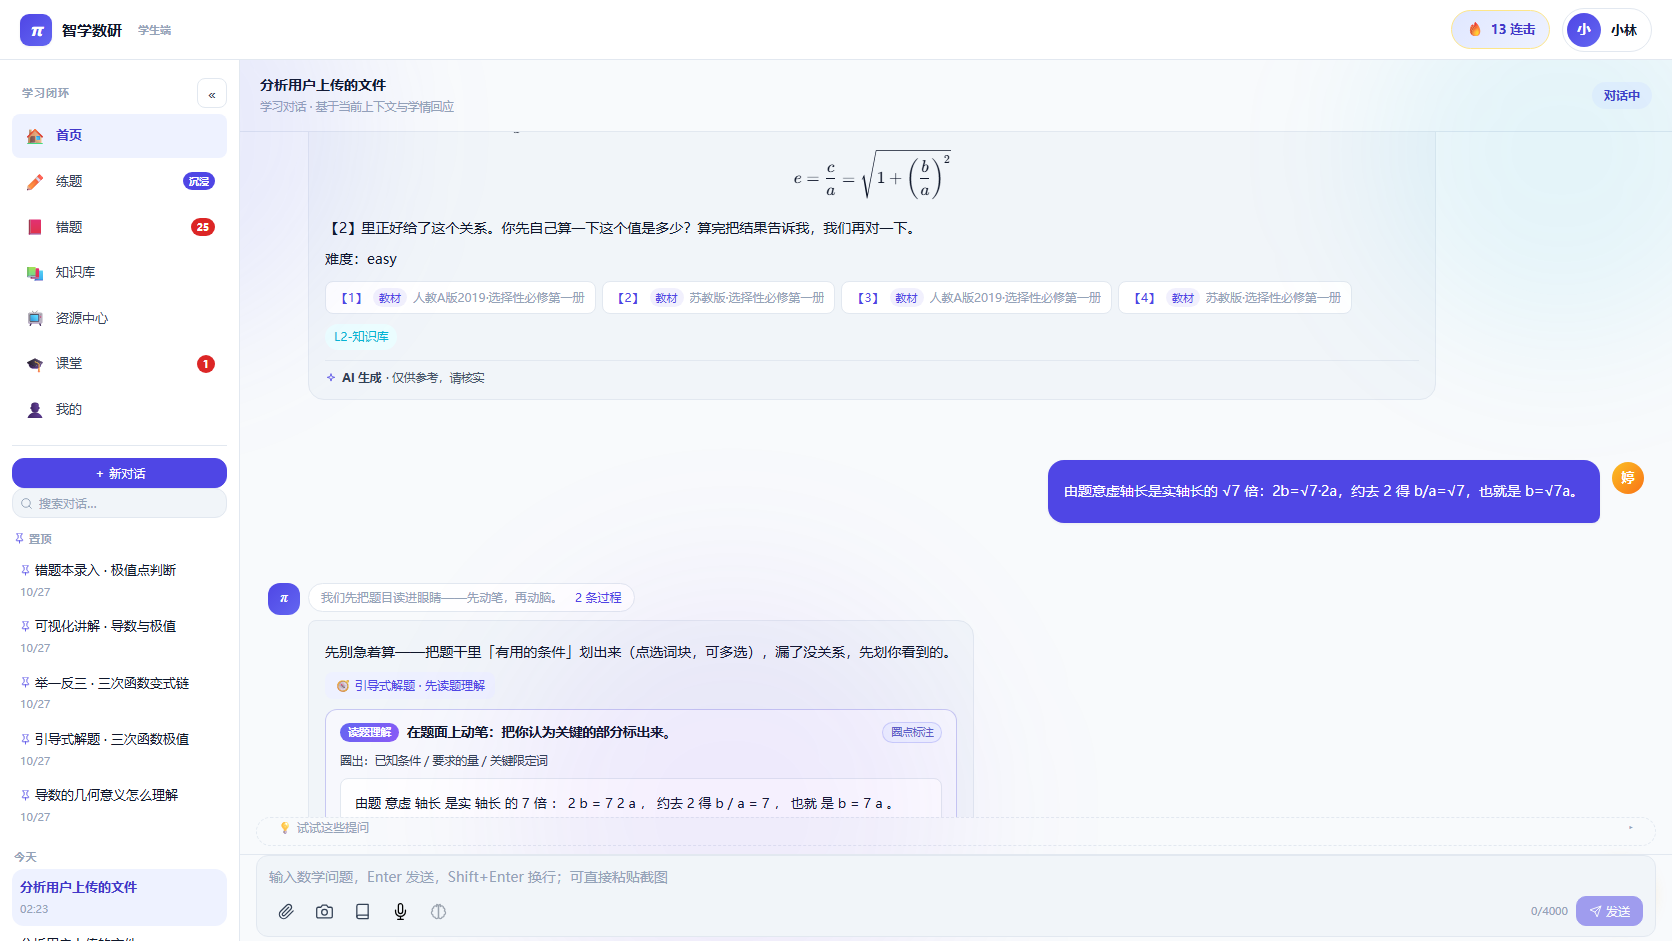 π 智学数研 学生端
13 连击
小 小林
学习闭环 «
首页
练题 沉浸
错题 25
知识库
资源中心
课堂 1
我的
+ 新对话
搜索对话...
置顶
错题本录入 · 极值点判断
10/27
可视化讲解 · 导数与极值
10/27
举一反三 · 三次函数变式链
10/27
引导式解题 · 三次函数极值
10/27
导数的几何意义怎么理解
10/27
今天
分析用户上传的文件
02:23
分析用户上传的文件
学习对话 · 基于当前上下文与学情回应
对话中
e = c/a = √(1 + (b/a)²)
【2】里正好给了这个关系。你先自己算一下这个值是多少？算完把结果告诉我，我们再对一下。
难度：easy
【1】 教材 人教A版2019·选择性必修第一册 【2】 教材 苏教版·选择性必修第一册 【3】 教材 人教A版2019·选择性必修第一册 【4】 教材 苏教版·选择性必修第一册
L2-知识库
AI 生成 · 仅供参考，请核实
由题意虚轴长是实轴长的 √7 倍：2b=√7·2a，约去 2 得 b/a=√7，也就是 b=√7a。
婷
π 我们先把题目读进眼睛——先动笔，再动脑。 2 条过程
先别急着算——把题干里「有用的条件」划出来（点选词块，可多选），漏了没关系，先划你看到的。
引导式解题 · 先读题理解
读题理解 在题面上动笔：把你认为关键的部分标出来。 圈点标注
圈出：已知条件 / 要求的量 / 关键限定词
由题 意虚 轴长 是实 轴长 的 7 倍 ： 2 b = 7 2 a ， 约去 2 得 b / a = 7 ， 也就 是 b = 7 a 。
试试这些提问
输入数学问题，Enter 发送，Shift+Enter 换行；可直接粘贴截图
0/4000 发送